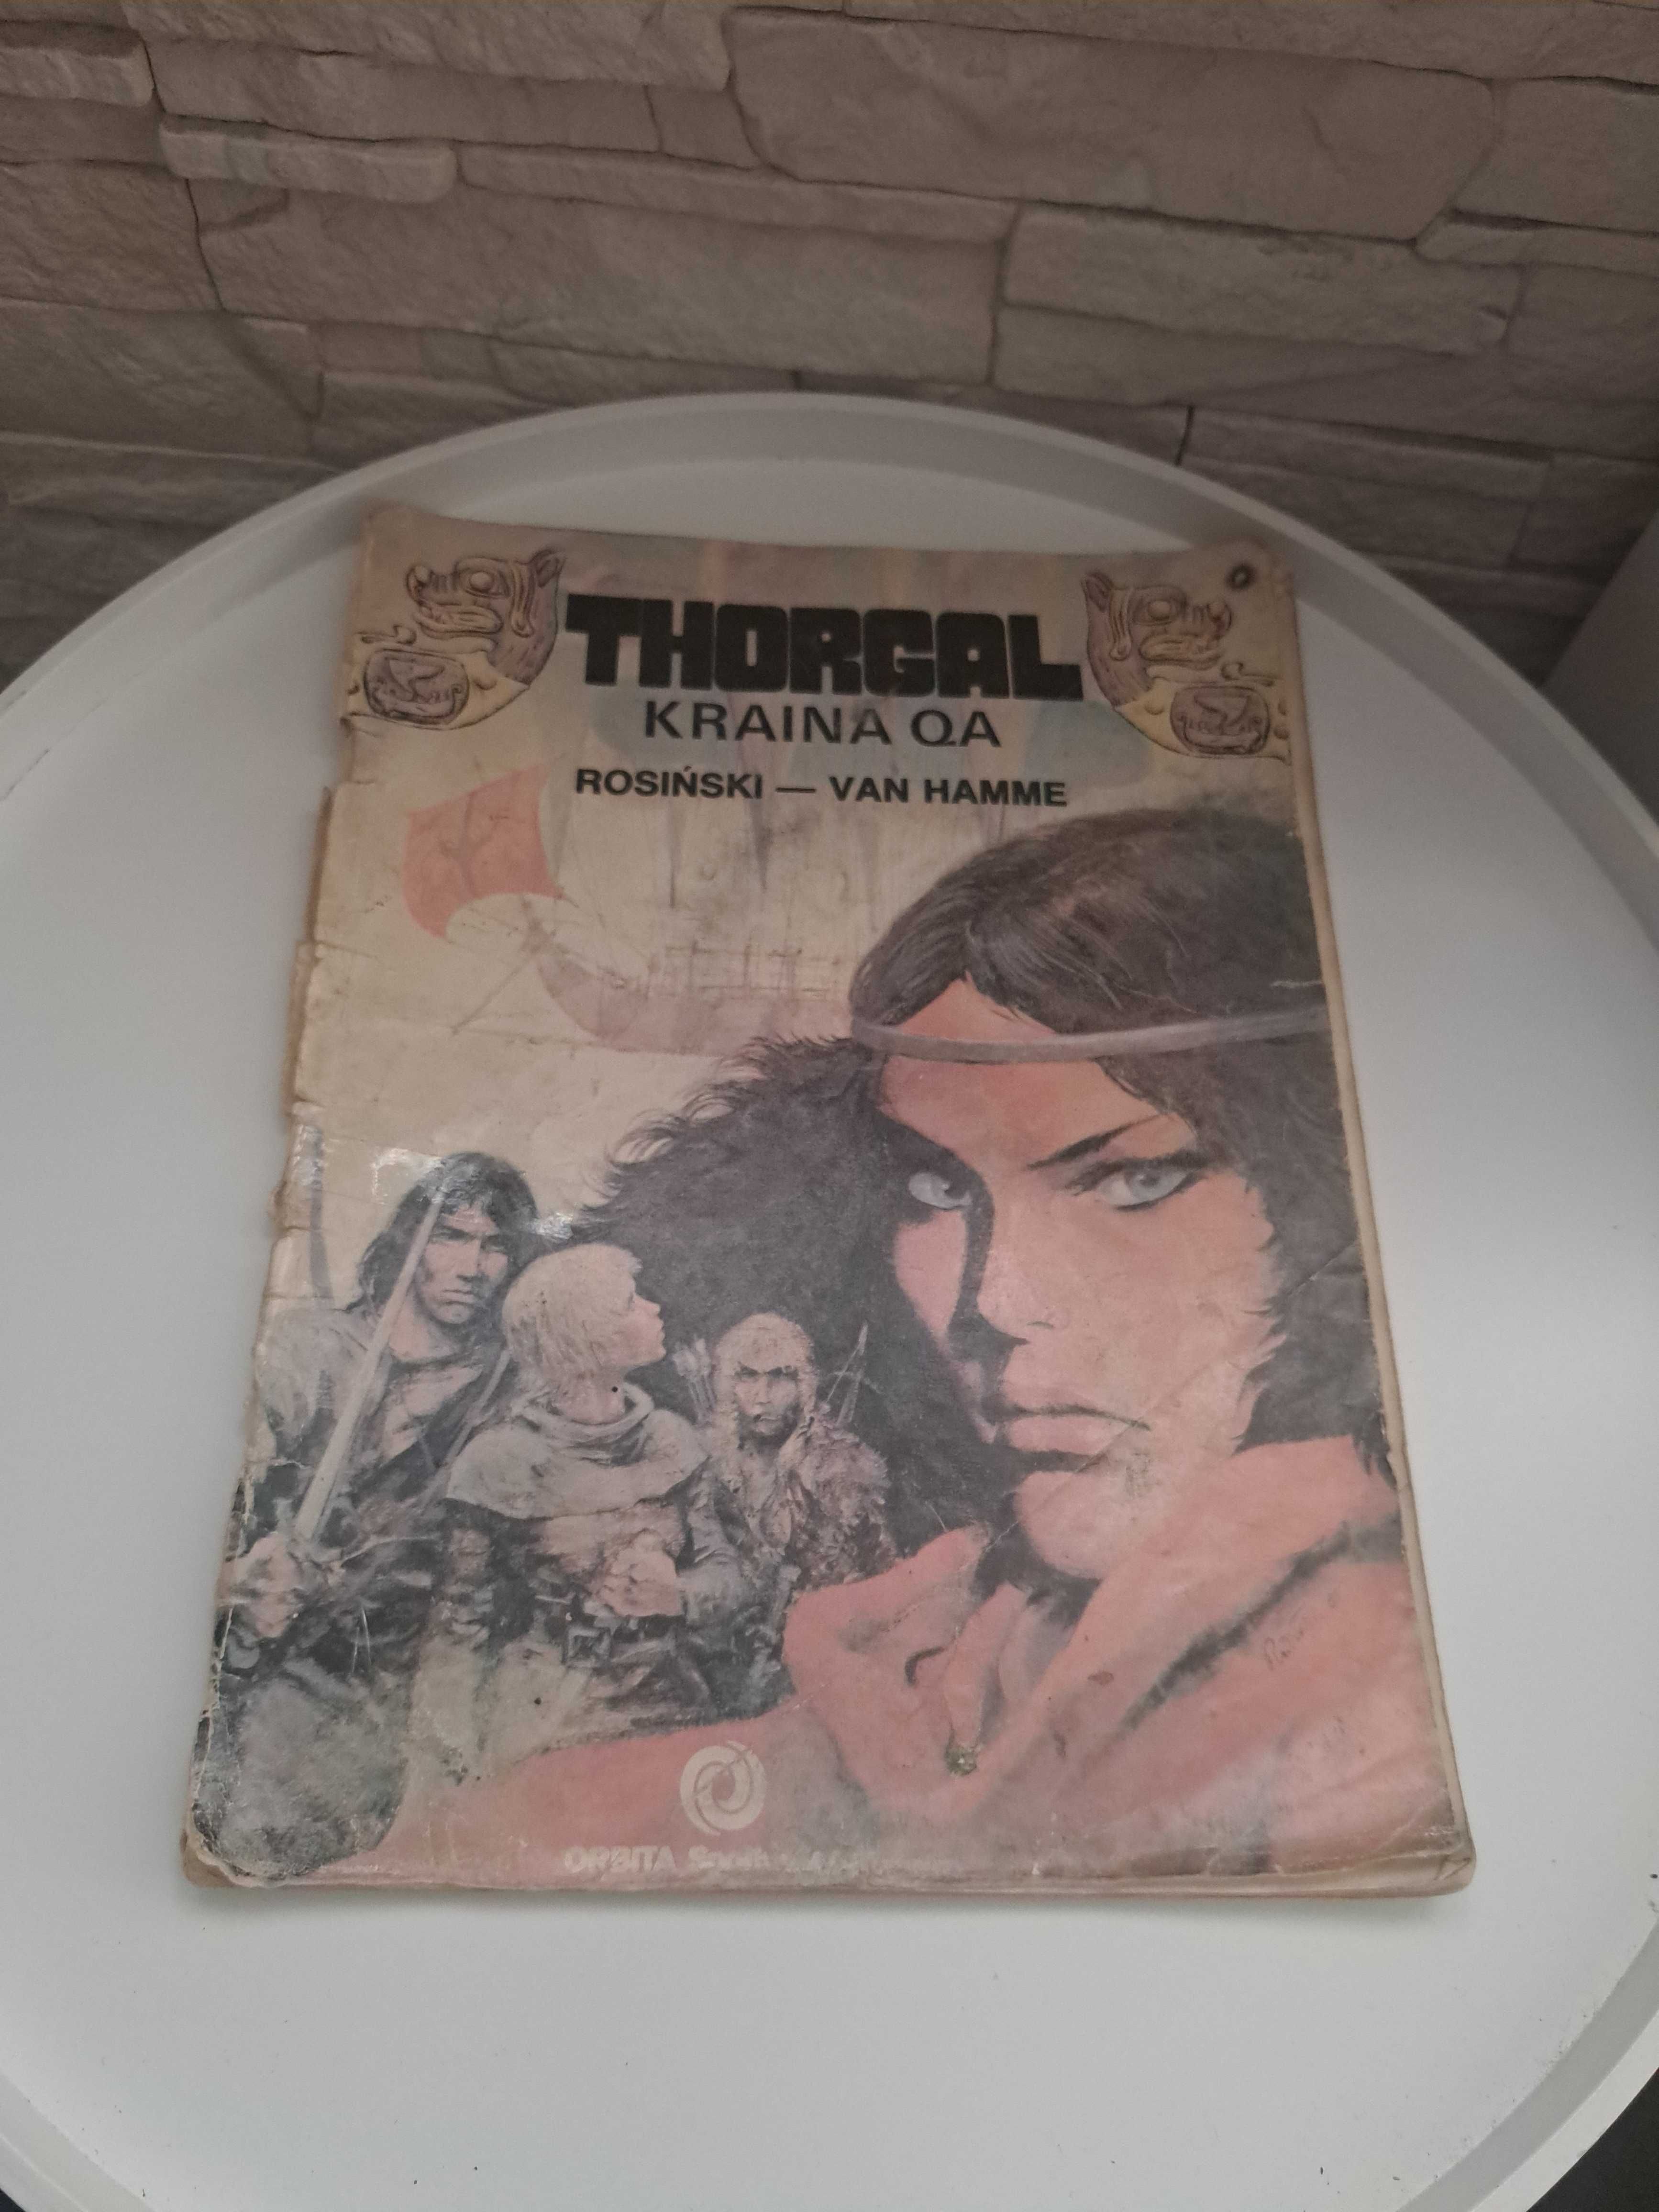 THORGAL
KRAINA QA
ROSIŃSKI — VAN HAMME
ORBITA